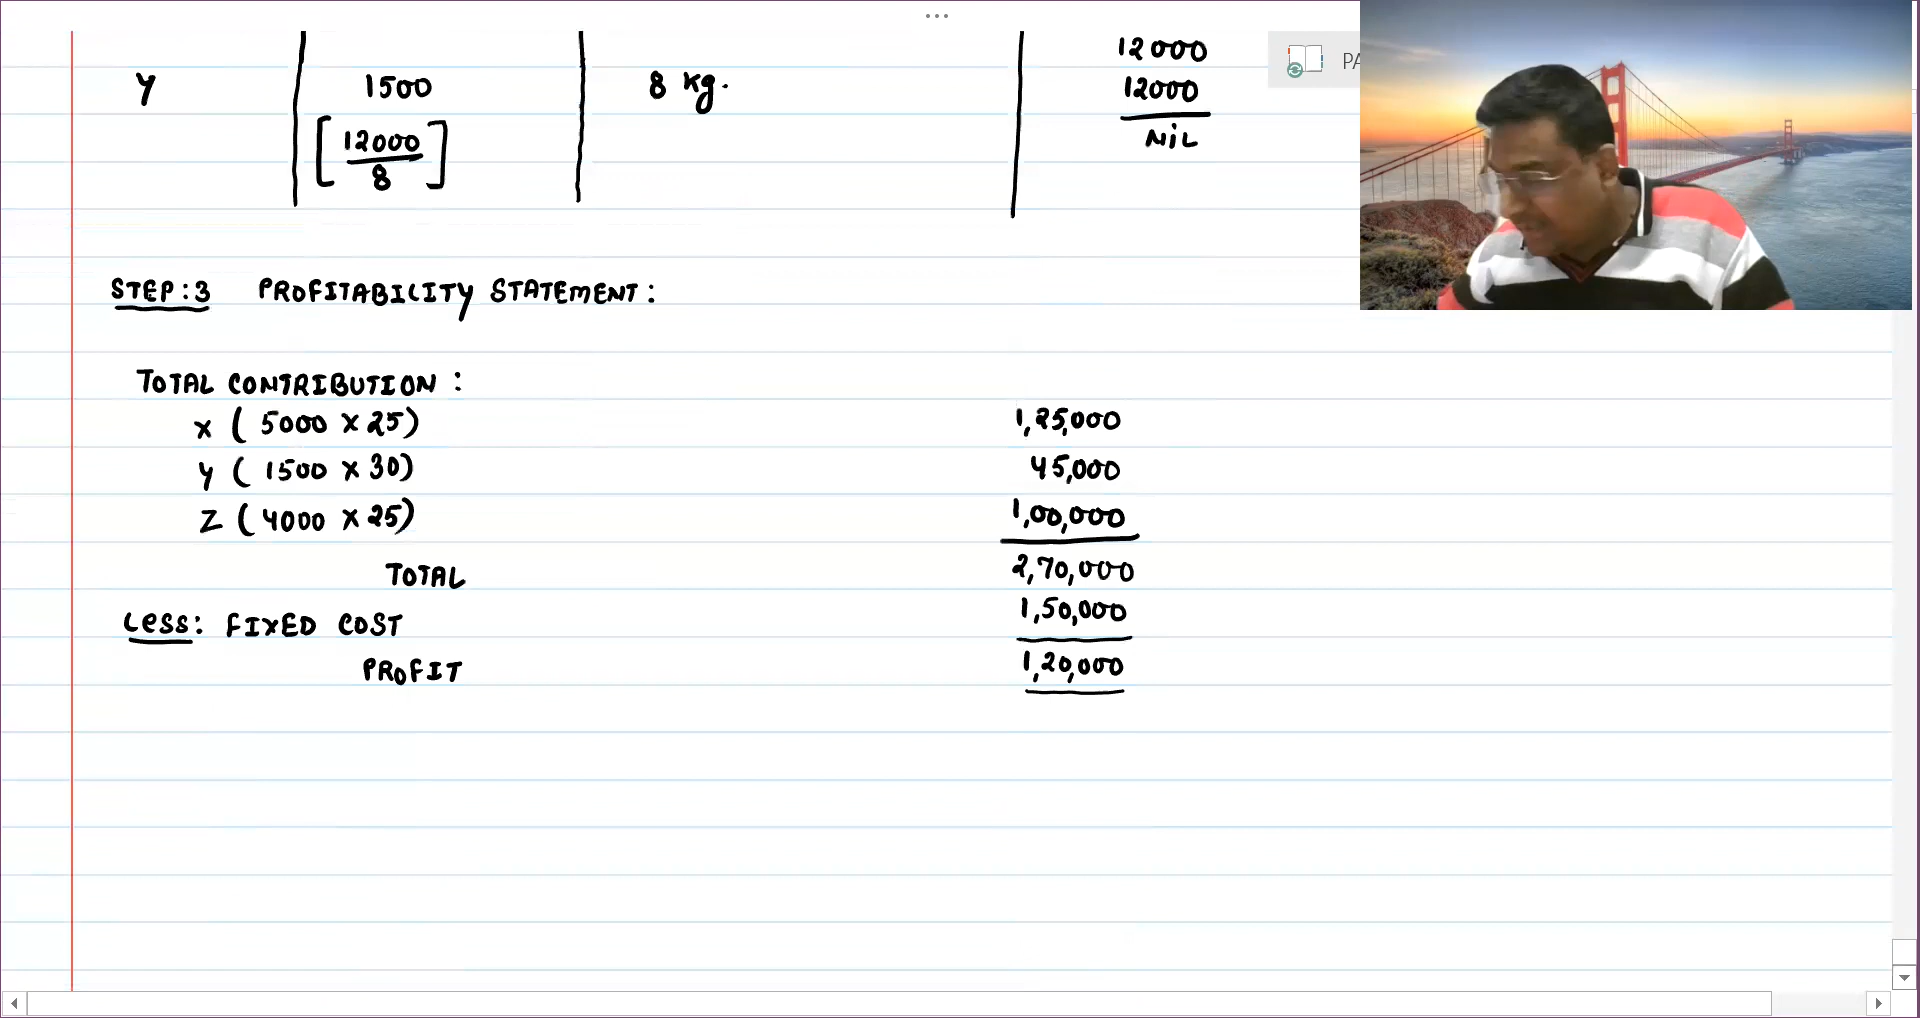 12000
Y 1500 8 kg. 12000
[12000/8] NIL
STEP:3 PROFITABILITY STATEMENT:
TOTAL CONTRIBUTION:
X ( 5000 X 25) 1,25,000
Y ( 1500 X 30) 45,000
Z ( 4000 X 25) 1,00,000
TOTAL 2,70,000
Less: FIXED COST 1,50,000
PROFIT 1,20,000